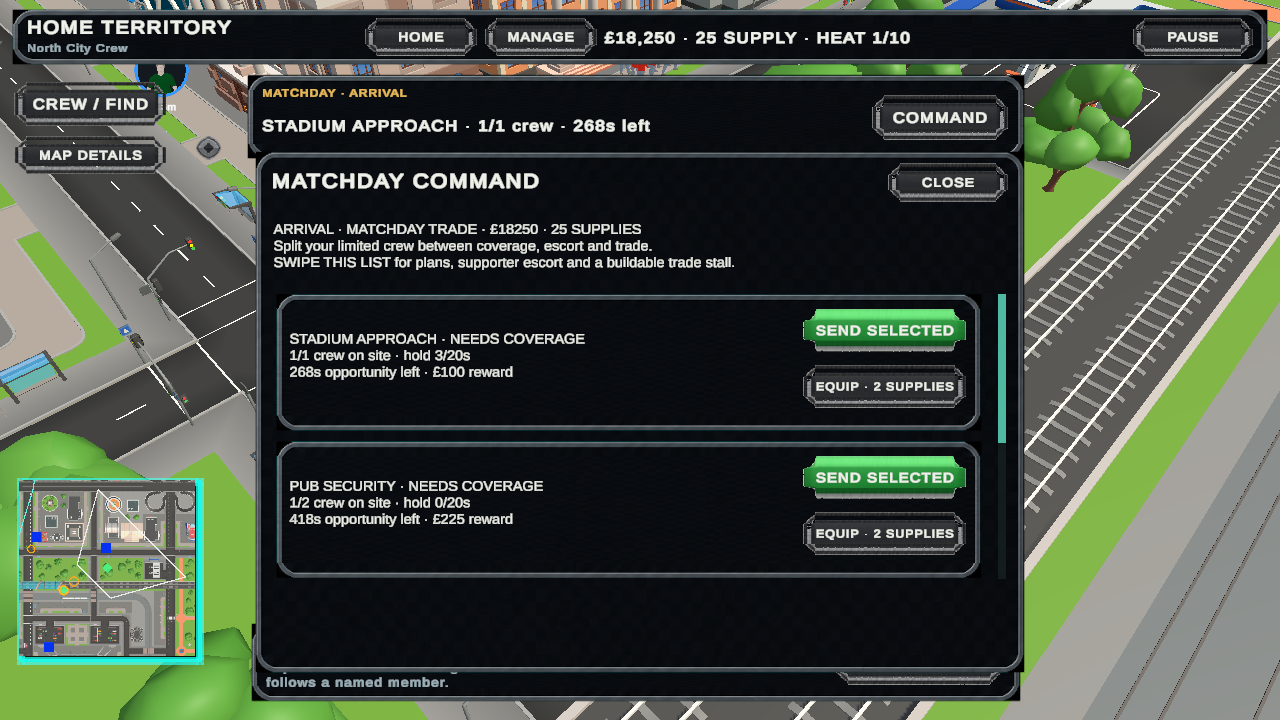 HOME TERRITORY
North City Crew
HOME
MANAGE
£18,250 · 25 SUPPLY · HEAT 1/10
PAUSE
CREW / FIND
MAP DETAILS
MATCHDAY · ARRIVAL
STADIUM APPROACH · 1/1 crew · 268s left
COMMAND
MATCHDAY COMMAND
CLOSE
ARRIVAL · MATCHDAY TRADE · £18250 · 25 SUPPLIES
Split your limited crew between coverage, escort and trade.
SWIPE THIS LIST for plans, supporter escort and a buildable trade stall.
STADIUM APPROACH · NEEDS COVERAGE
1/1 crew on site · hold 3/20s
268s opportunity left · £100 reward
SEND SELECTED
EQUIP · 2 SUPPLIES
PUB SECURITY · NEEDS COVERAGE
1/2 crew on site · hold 0/20s
418s opportunity left · £225 reward
SEND SELECTED
EQUIP · 2 SUPPLIES
follows a named member.